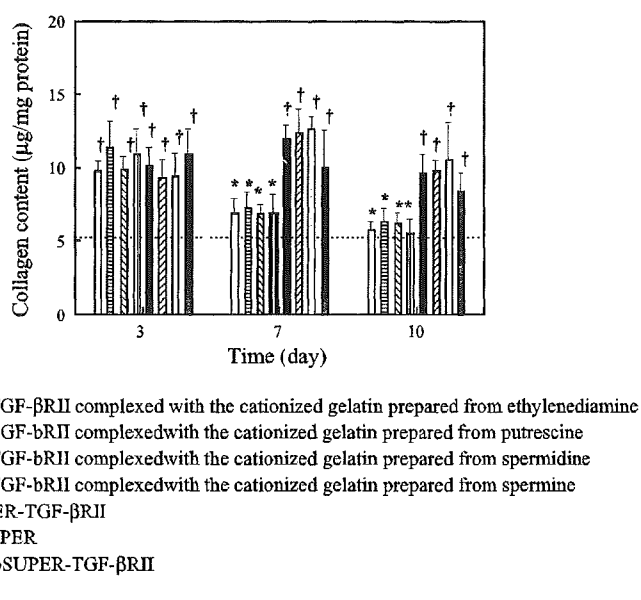 20
15
10
5
0
Collagen content (μg/mg protein)
† † † † † † † †
* * * * † † † †
* * * * † † † †
3 7 10
Time (day)
GF-βRII complexed with the cationized gelatin prepared from ethylenediamine
GF-bRII complexedwith the cationized gelatin prepared from putrescine
GF-bRII complexedwith the cationized gelatin prepared from spermidine
GF-bRII complexedwith the cationized gelatin prepared from spermine
ER-TGF-βRII
PER
SUPER-TGF-βRII